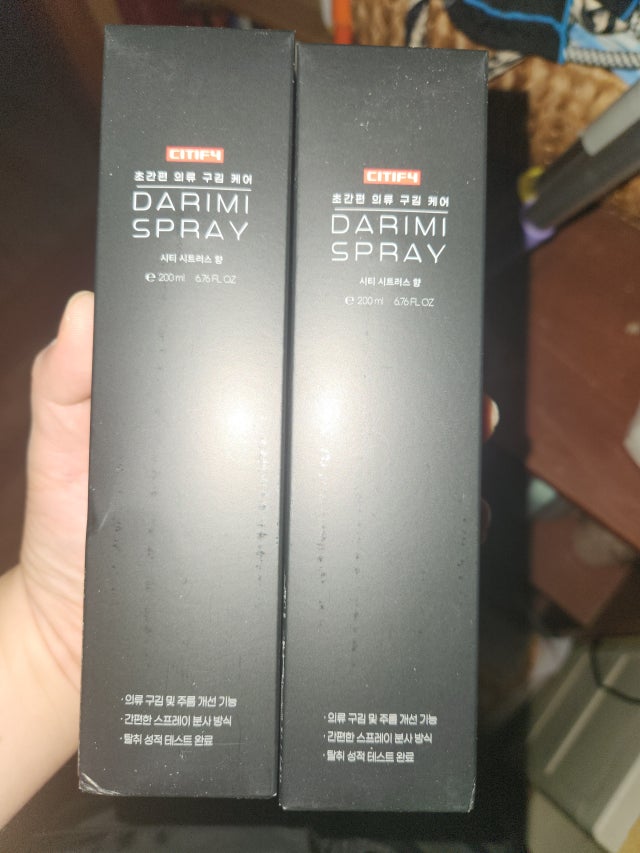 CITIFY
초간편 의류 구김 케어
DARIMI
SPRAY
시티 시트러스 향
℮ 200 ml 6.76 FL OZ
· 의류 구김 및 주름 개선 기능
· 간편한 스프레이 분사 방식
· 탈취 성적 테스트 완료
CITIFY
초간편 의류 구김 케어
DARIMI
SPRAY
시티 시트러스 향
℮ 200 ml 6.76 FL OZ
· 의류 구김 및 주름 개선 기능
· 간편한 스프레이 분사 방식
· 탈취 성적 테스트 완료